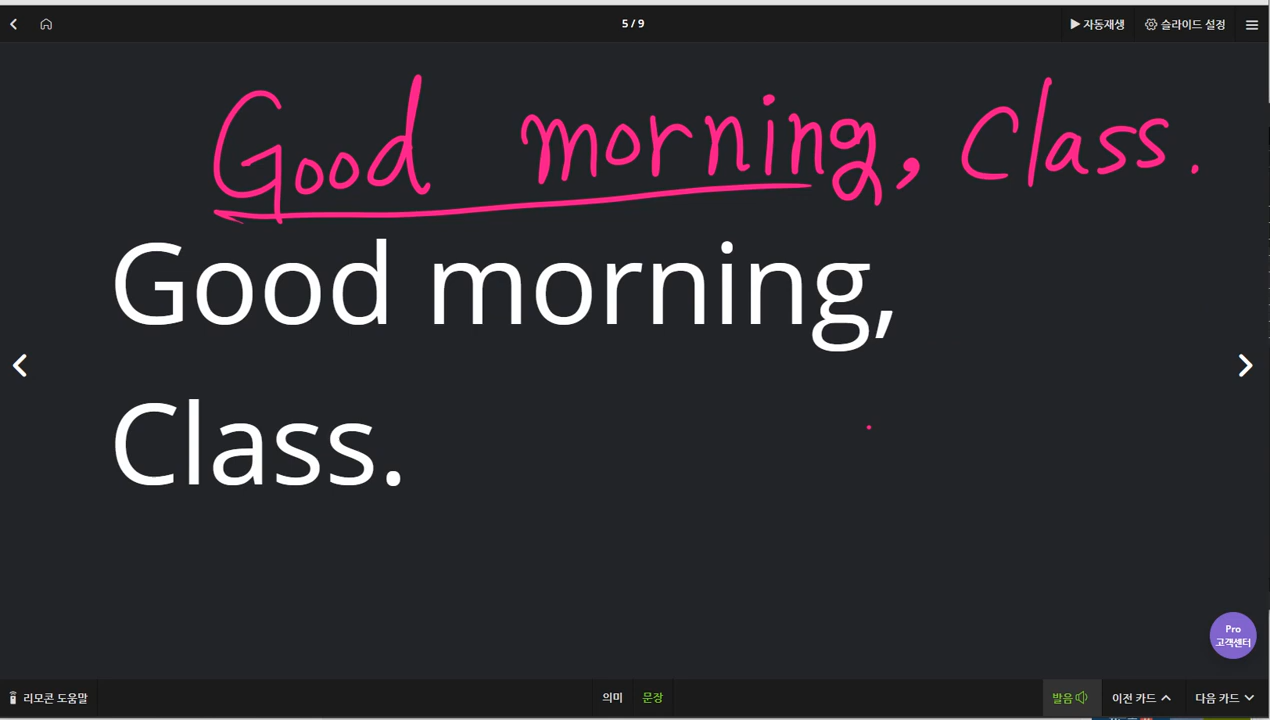 5 / 9
자동재생
슬라이드 설정
Good morning, Class.
Good morning,
Class.
Pro
고객센터
리모콘 도움말
의미
문장
발음
이전 카드
다음 카드